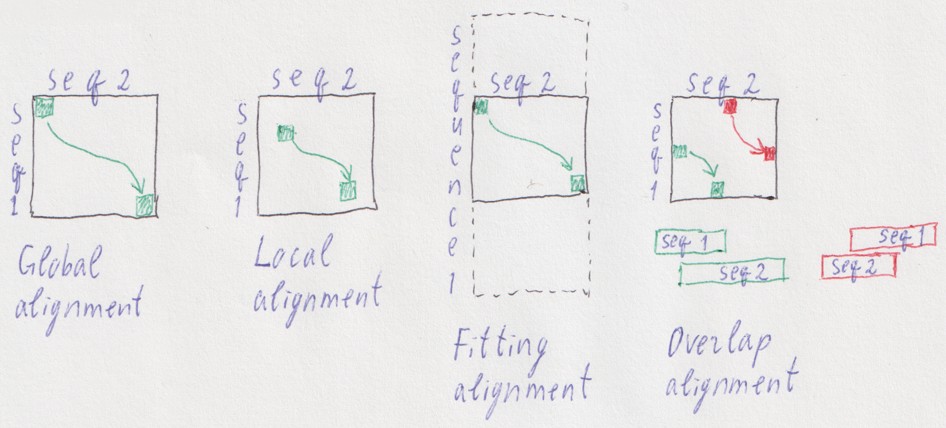 seq 2
seq 1
Global
alignment
seq 2
seq 1
Local
alignment
seq 2
sequence 1
Fitting
alignment
seq 2
seq 1
seq 1
seq 2
seq 1
seq 2
Overlap
alignment